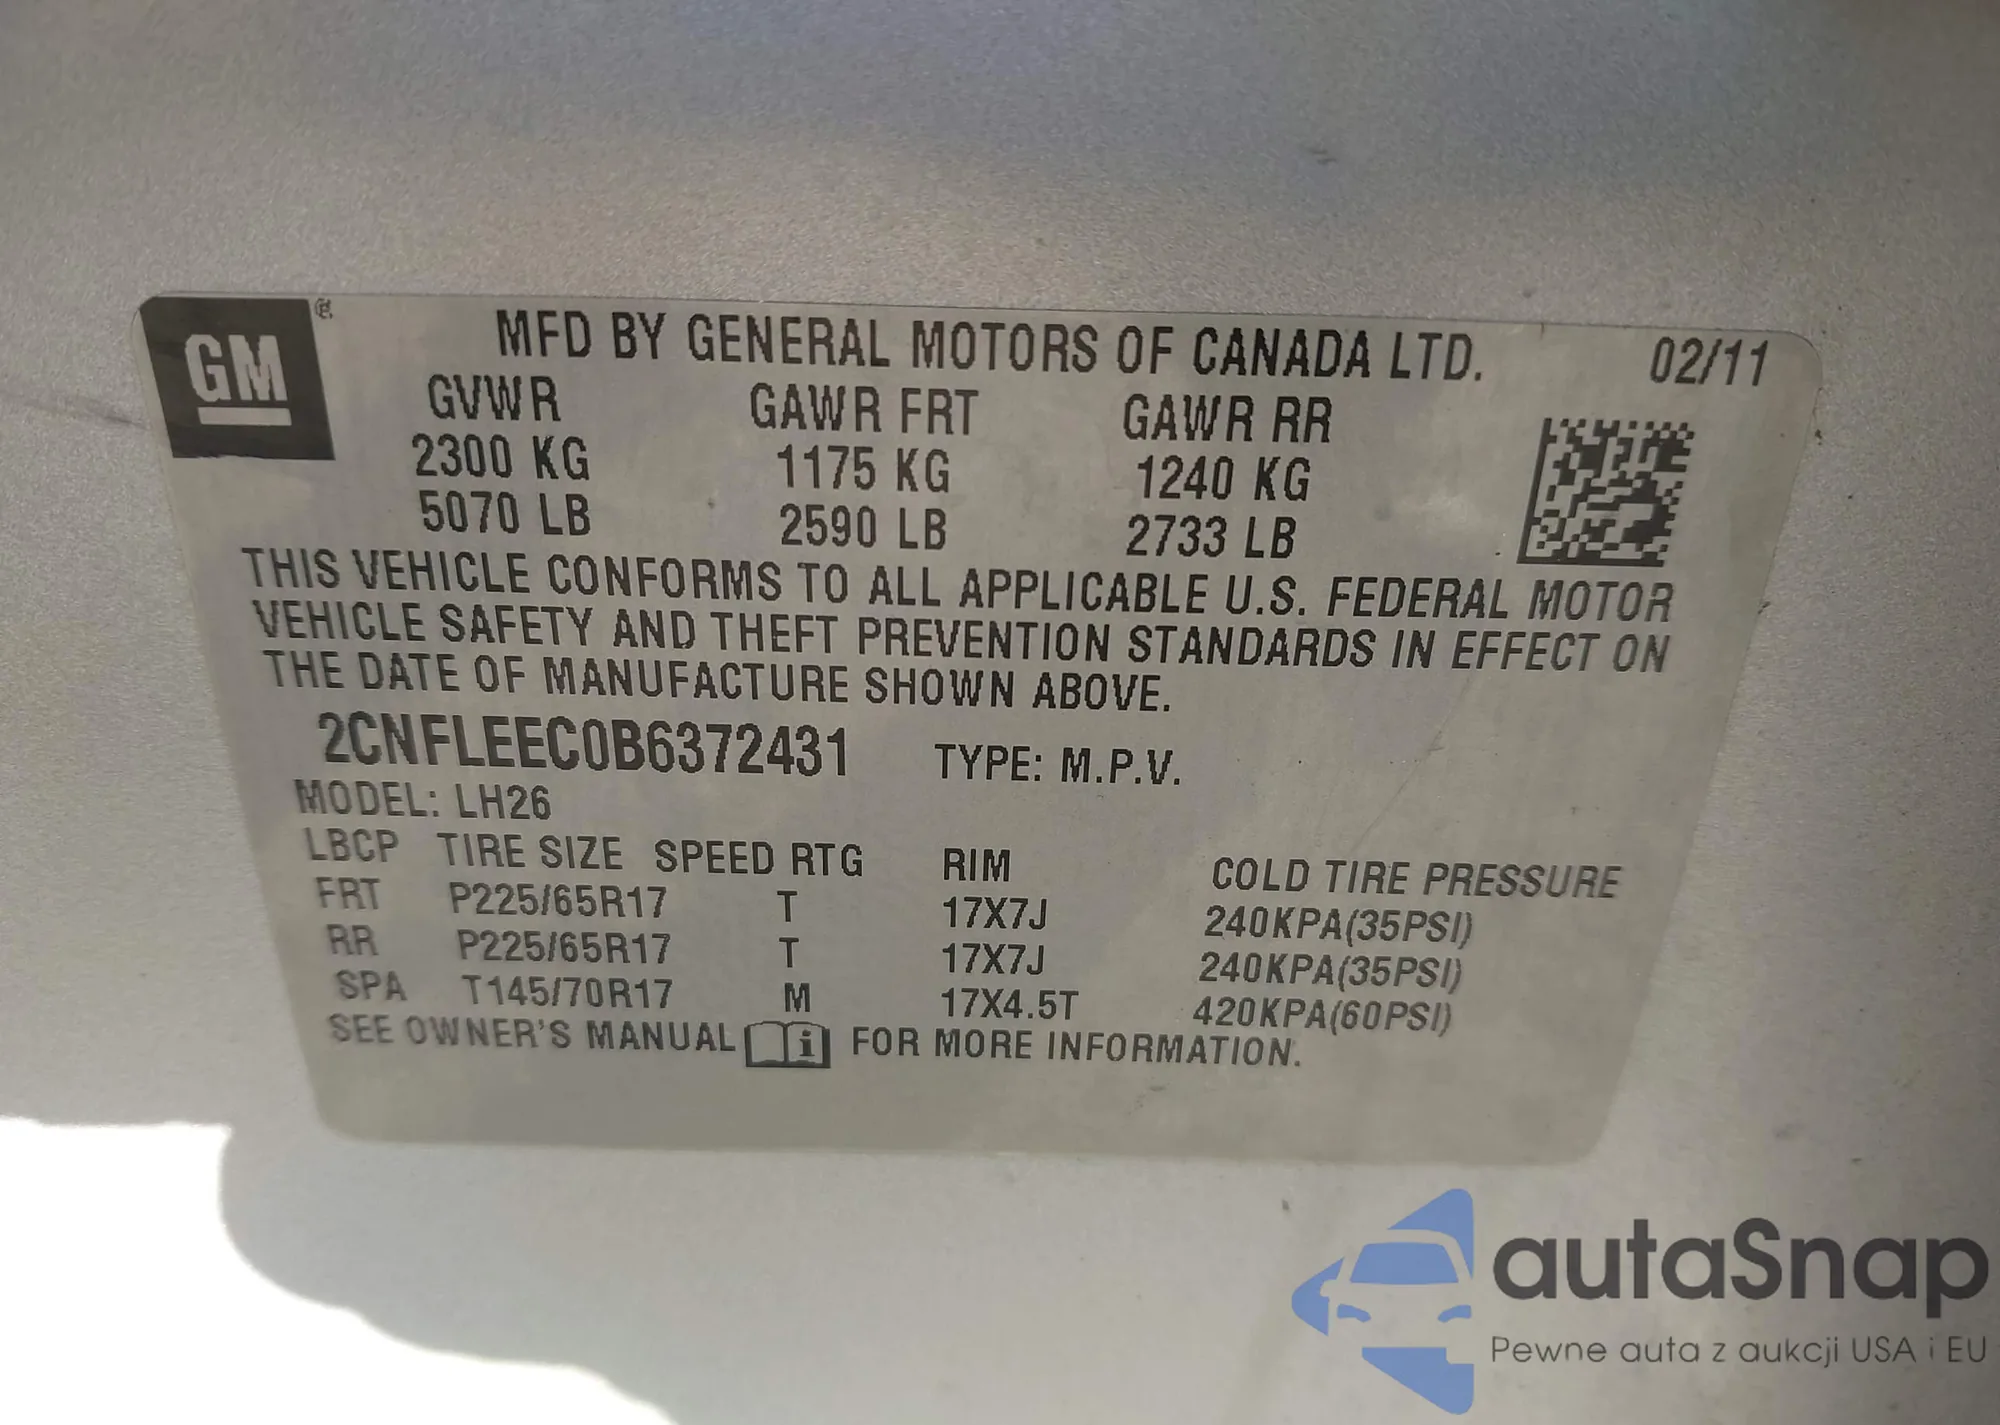 GM
MFD BY GENERAL MOTORS OF CANADA LTD. 02/11
GVWR GAWR FRT GAWR RR
2300 KG 1175 KG 1240 KG
5070 LB 2590 LB 2733 LB
THIS VEHICLE CONFORMS TO ALL APPLICABLE U.S. FEDERAL MOTOR
VEHICLE SAFETY AND THEFT PREVENTION STANDARDS IN EFFECT ON
THE DATE OF MANUFACTURE SHOWN ABOVE.
2CNFLEEC0B6372431 TYPE: M.P.V.
MODEL: LH26
LBCP TIRE SIZE SPEED RTG RIM COLD TIRE PRESSURE
FRT P225/65R17 T 17X7J 240KPA(35PSI)
RR P225/65R17 T 17X7J 240KPA(35PSI)
SPA T145/70R17 M 17X4.5T 420KPA(60PSI)
SEE OWNER'S MANUAL i FOR MORE INFORMATION.
autaSnap
Pewne auta z aukcji USA i EU